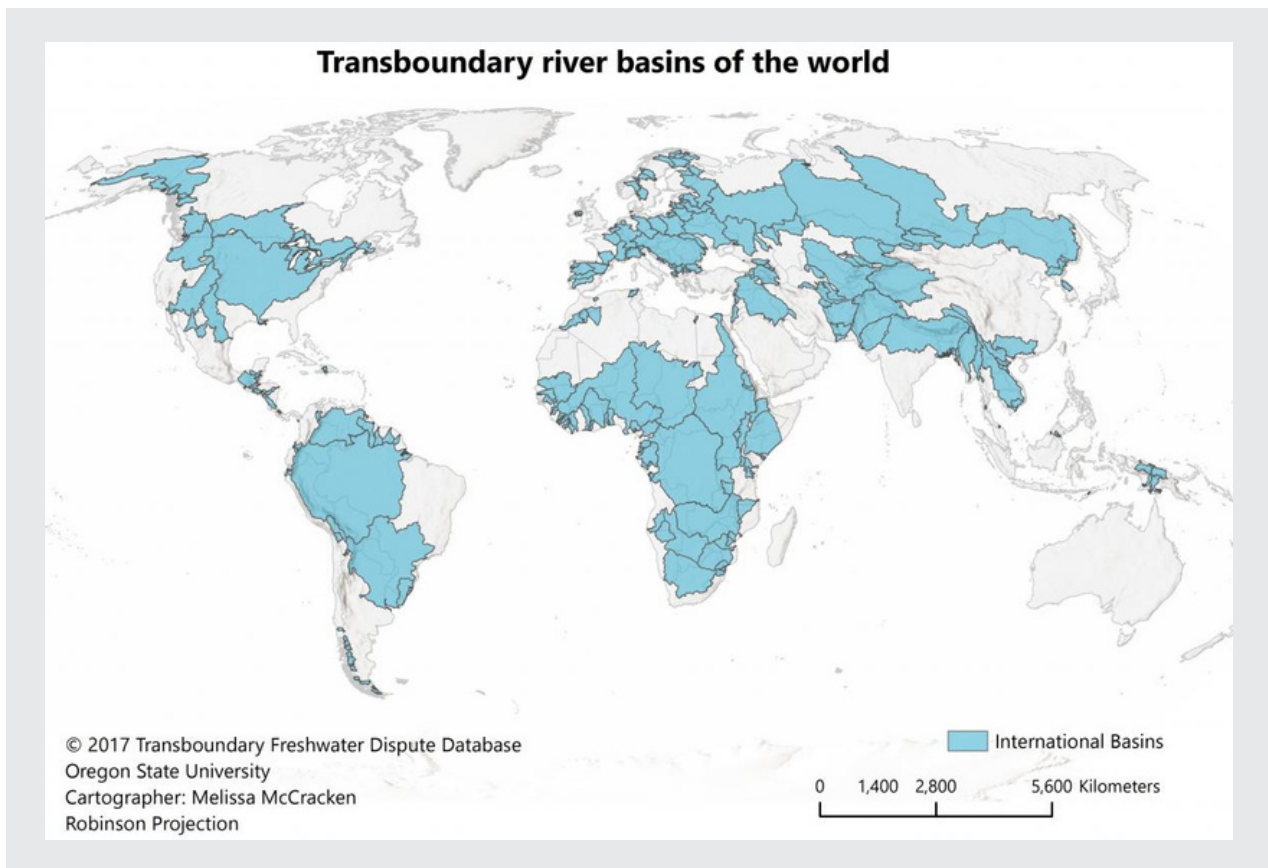 Transboundary river basins of the world
© 2017 Transboundary Freshwater Dispute Database
Oregon State University
Cartographer: Melissa McCracken
Robinson Projection
International Basins
0 1,400 2,800 5,600 Kilometers